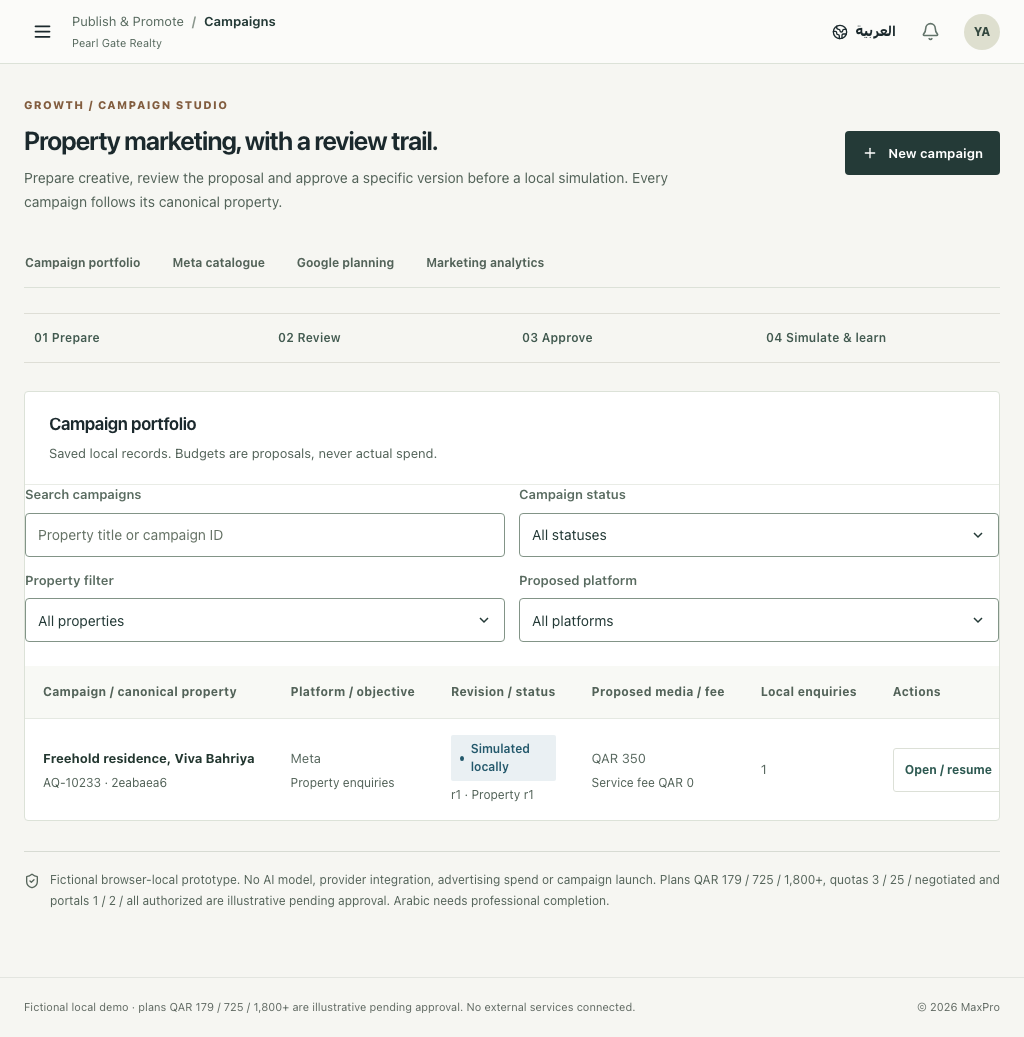 Publish & Promote / Campaigns
Pearl Gate Realty
العربية
YA
GROWTH / CAMPAIGN STUDIO
Property marketing, with a review trail.
New campaign
Prepare creative, review the proposal and approve a specific version before a local simulation. Every
campaign follows its canonical property.
Campaign portfolio
Meta catalogue
Google planning
Marketing analytics
01 Prepare
02 Review
03 Approve
04 Simulate & learn
Campaign portfolio
Saved local records. Budgets are proposals, never actual spend.
Search campaigns
Campaign status
Property title or campaign ID
All statuses
Property filter
Proposed platform
All properties
All platforms
Campaign / canonical property
Platform / objective
Revision / status
Proposed media / fee
Local enquiries
Actions
Freehold residence, Viva Bahriya
AQ-10233 · 2eabaea6
Meta
Property enquiries
Simulated
locally
r1 · Property r1
QAR 350
Service fee QAR 0
1
Open / resume
Fictional browser-local prototype. No AI model, provider integration, advertising spend or campaign launch. Plans QAR 179 / 725 / 1,800+, quotas 3 / 25 / negotiated and
portals 1 / 2 / all authorized are illustrative pending approval. Arabic needs professional completion.
Fictional local demo · plans QAR 179 / 725 / 1,800+ are illustrative pending approval. No external services connected.
© 2026 MaxPro